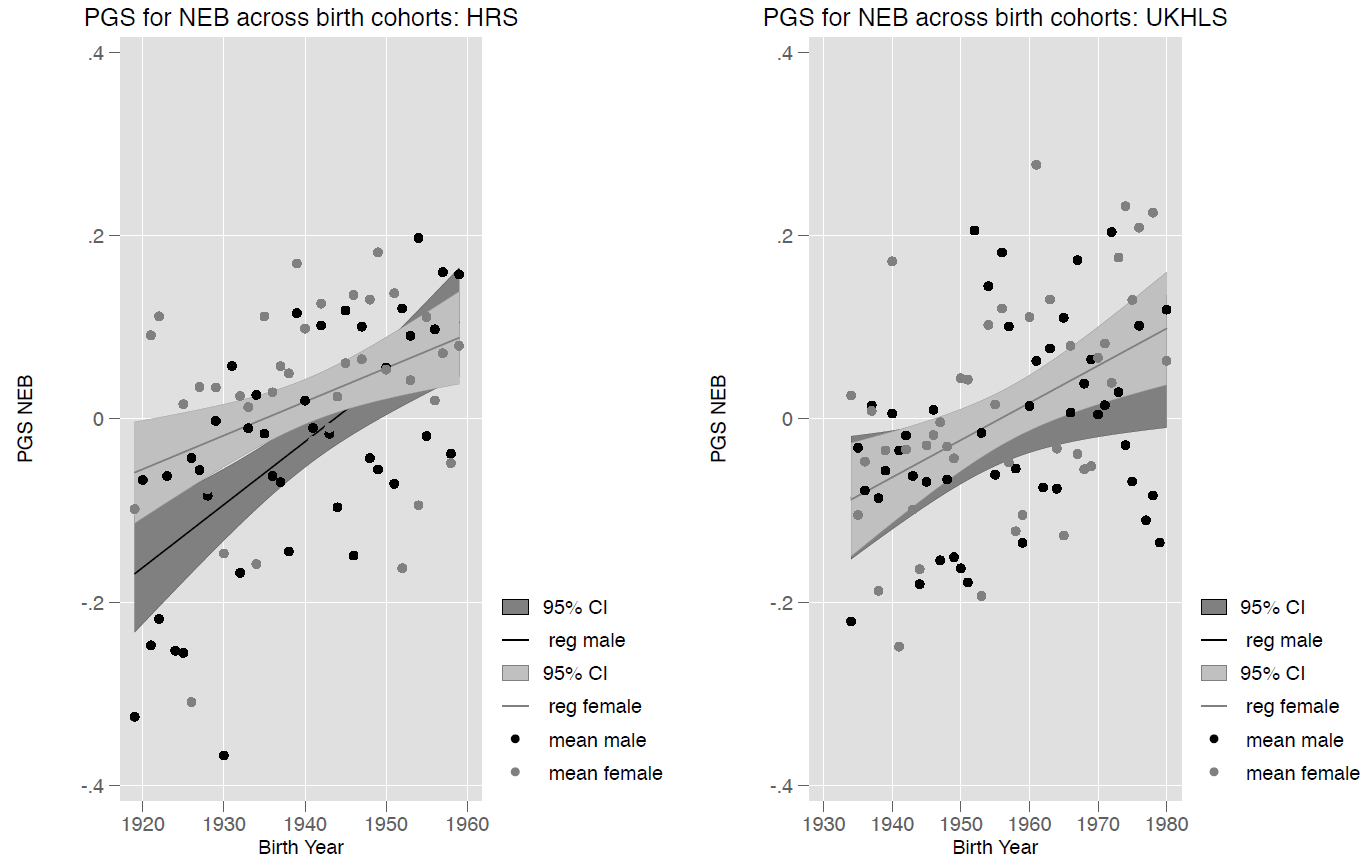 PGS for NEB across birth cohorts: HRS
.4
.2
0
-.2
-.4
PGS NEB
1920 1930 1940 1950 1960
Birth Year
95% CI
reg male
95% CI
reg female
mean male
mean female
PGS for NEB across birth cohorts: UKHLS
.4
.2
0
-.2
-.4
PGS NEB
1930 1940 1950 1960 1970 1980
Birth Year
95% CI
reg male
95% CI
reg female
mean male
mean female